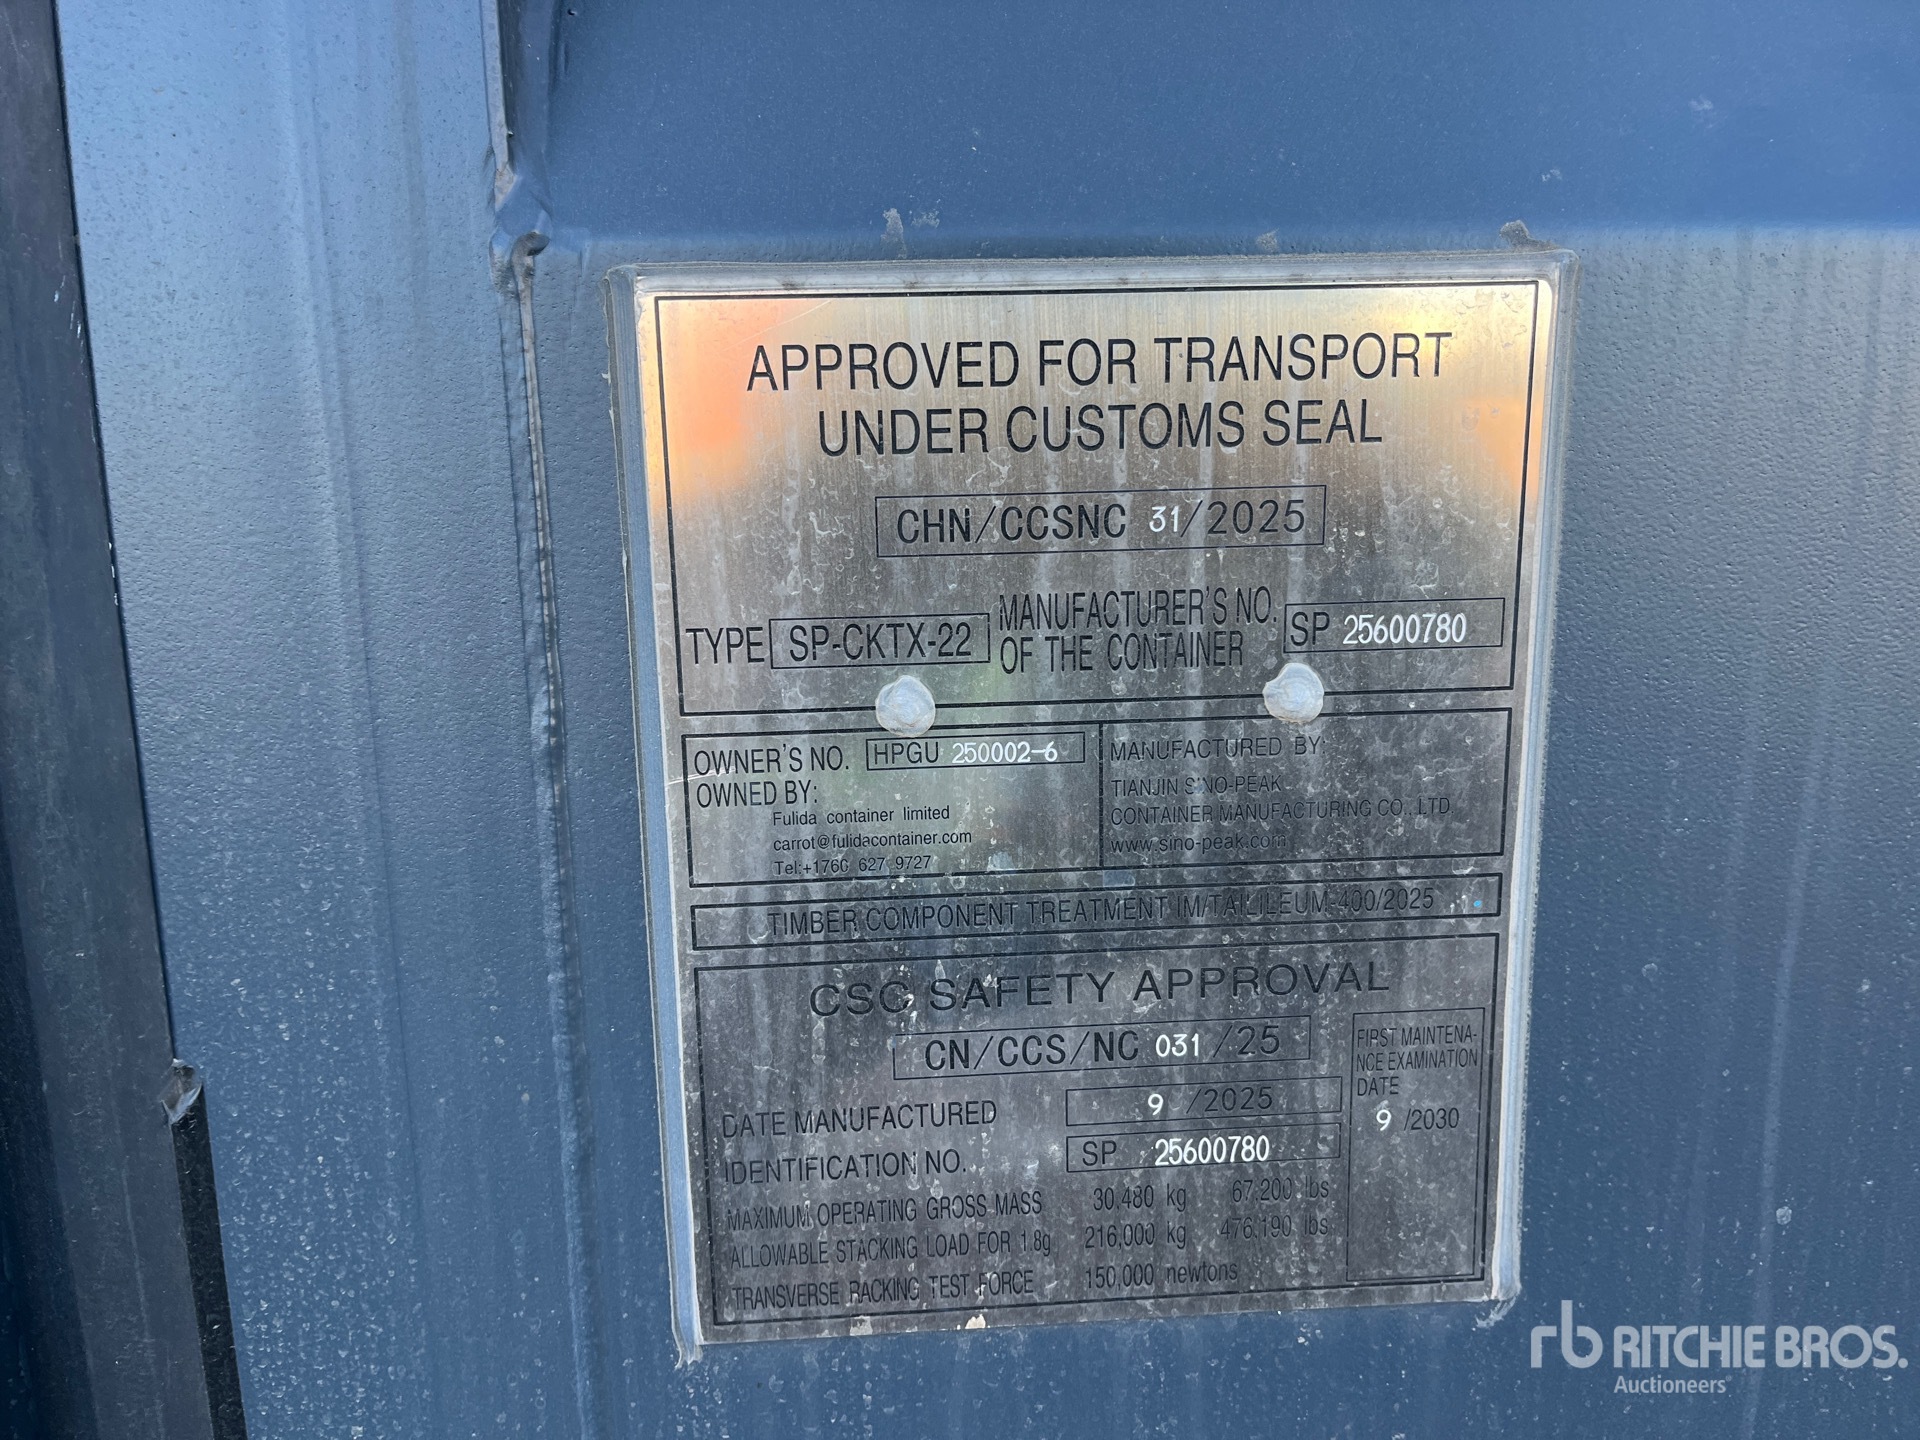 APPROVED FOR TRANSPORT
UNDER CUSTOMS SEAL
CHN/CCSNC 31/2025
TYPE SP-CKTX-22 MANUFACTURER'S NO. OF THE CONTAINER SP 25600780
OWNER'S NO. HPGU 250002-6
OWNED BY:
Fulida container limited
carrot@fulidacontainer.com
Tel:+1760 627 9727
MANUFACTURED BY:
TIANJIN SINO-PEAK
CONTAINER MANUFACTURING CO., LTD.
www.sino-peak.com
TIMBER COMPONENT TREATMENT IM/TAILILEUM-400/2025
CSC SAFETY APPROVAL
CN/CCS/NC 031/25
DATE MANUFACTURED 9/2025
IDENTIFICATION NO. SP 25600780
MAXIMUM OPERATING GROSS MASS 30,480 kg 67,200 lbs
ALLOWABLE STACKING LOAD FOR 1.8g 216,000 kg 476,190 lbs
TRANSVERSE RACKING TEST FORCE 150,000 newtons
FIRST MAINTENA-
NCE EXAMINATION
DATE
9/2030
rb RITCHIE BROS.
Auctioneers